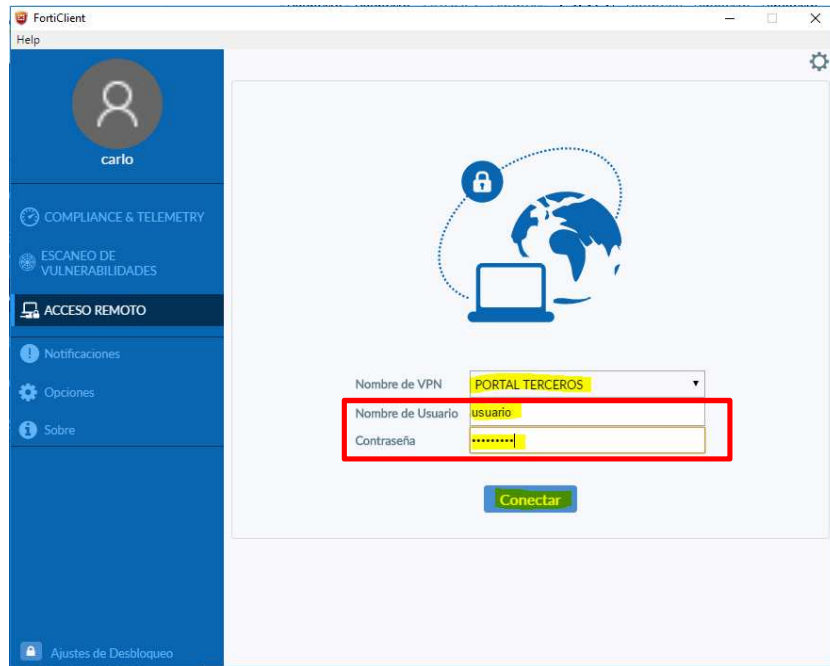 FortiClient
Help
carlo
COMPLIANCE & TELEMETRY
ESCANEO DE
VULNERABILIDADES
ACCESO REMOTO
Notificaciones
Opciones
Sobre
Ajustes de Desbloqueo
Nombre de VPN PORTAL TERCEROS
Nombre de Usuario usuario
Contraseña •••••••••
Conectar